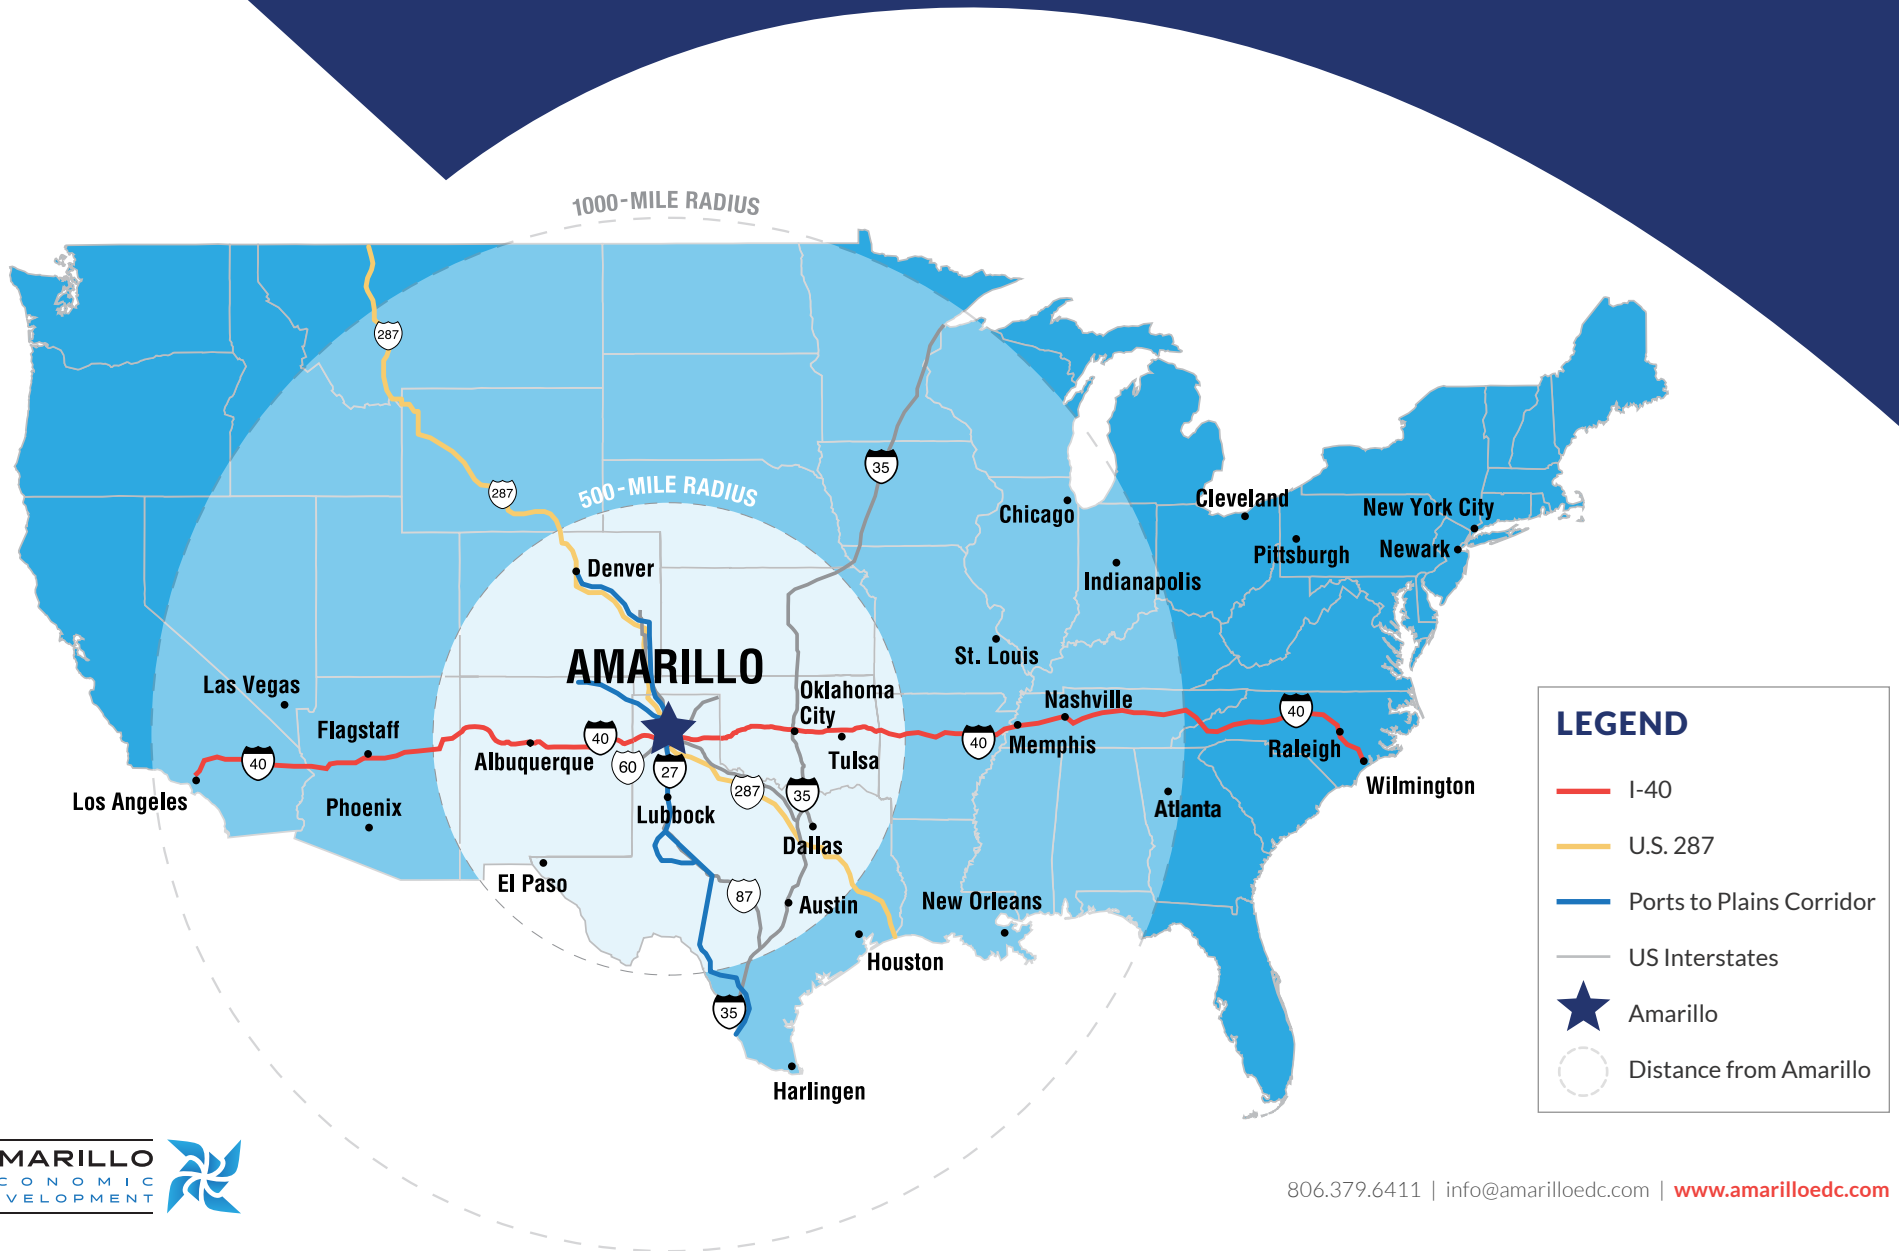 1000-MILE RADIUS
287
35
287
500-MILE RADIUS
Chicago
Cleveland
New York City
Pittsburgh
Newark
Denver
Indianapolis
AMARILLO
St. Louis
Las Vegas
Oklahoma
City
Nashville
Flagstaff
40
40
40
40
Memphis
Raleigh
Albuquerque
60
27
Tulsa
Wilmington
Los Angeles
Phoenix
Lubbock
287
35
Atlanta
Dallas
El Paso
87
Austin
New Orleans
Houston
35
Harlingen
LEGEND
I-40
U.S. 287
Ports to Plains Corridor
US Interstates
Amarillo
Distance from Amarillo
MARILLO
CONOMIC
VELOPMENT
806.379.6411 | info@amarilloedc.com | www.amarilloedc.com